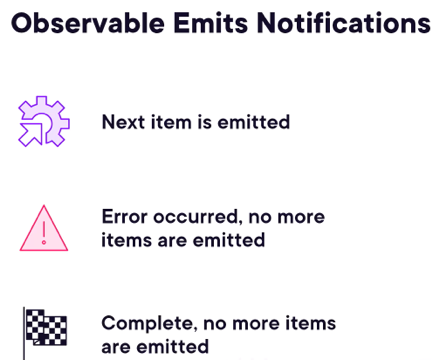 Observable Emits Notifications
Next item is emitted
Error occurred, no more
items are emitted
Complete, no more items
are emitted